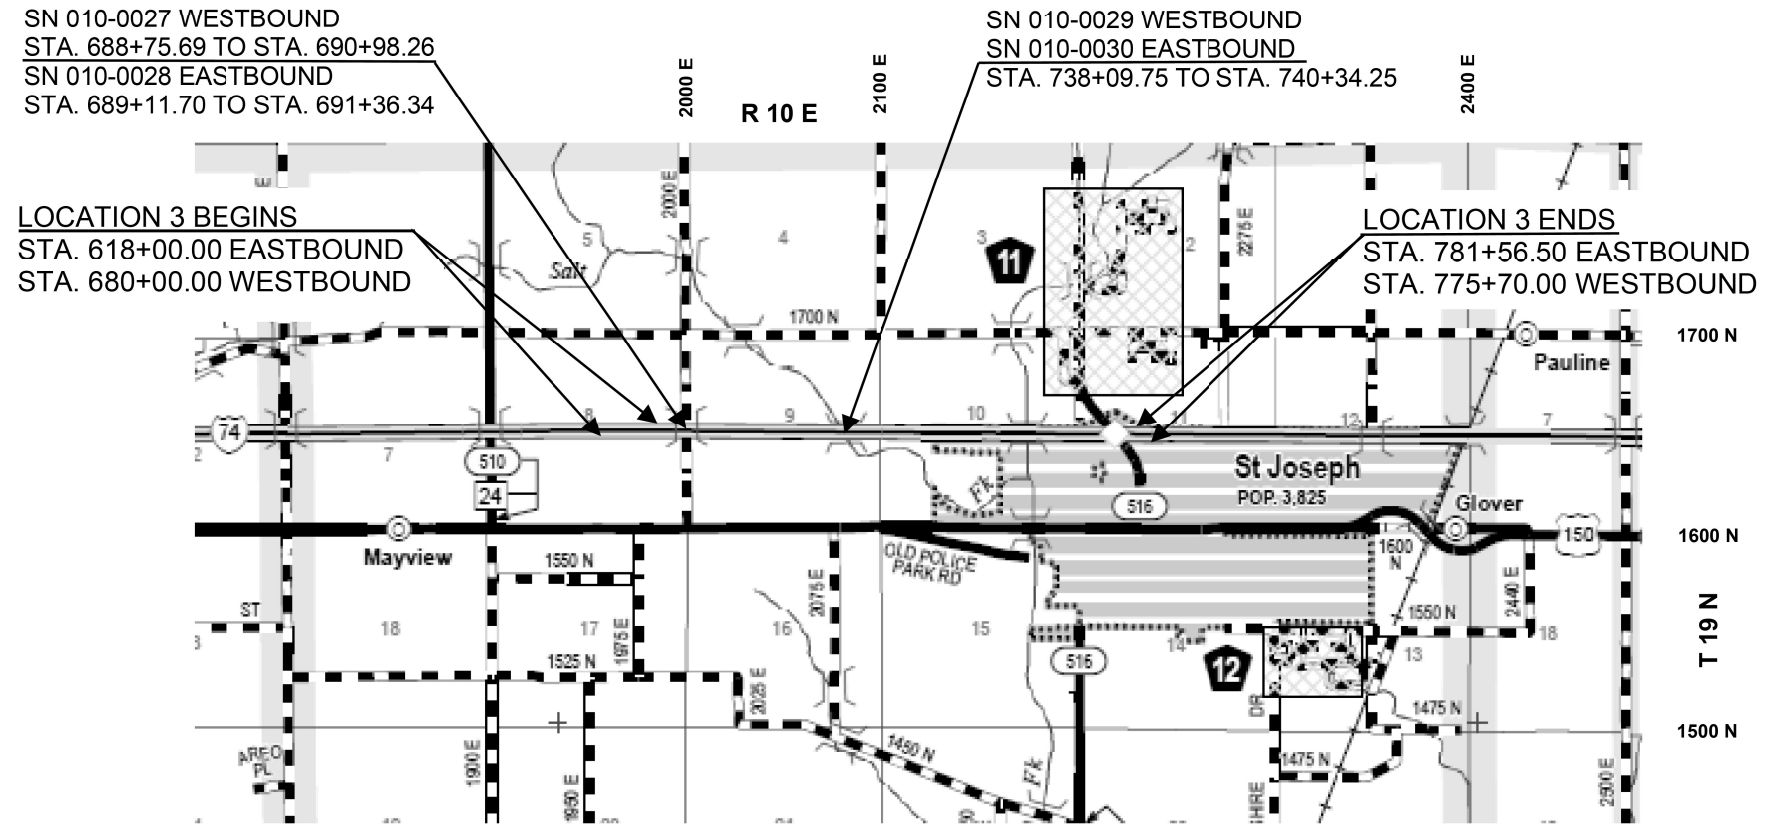 SN 010-0027 WESTBOUND
STA. 688+75.69 TO STA. 690+98.26
SN 010-0028 EASTBOUND
STA. 689+11.70 TO STA. 691+36.34
SN 010-0029 WESTBOUND
SN 010-0030 EASTBOUND
STA. 738+09.75 TO STA. 740+34.25
2000 E
R 10 E
2100 E
2400 E
LOCATION 3 BEGINS
STA. 618+00.00 EASTBOUND
STA. 680+00.00 WESTBOUND
LOCATION 3 ENDS
STA. 781+56.50 EASTBOUND
STA. 775+70.00 WESTBOUND
E
2000 E
5
4
3
2
2275 E
Salt
11
1700 N
1700 N
Pauline
74
8
9
10
11
12
7
2
7
510
24
Fk
St Joseph
POP. 3,825
516
Glover
Mayview
150
1600 N
1600
N
OLD POLICE
PARK RD
1550 N
2075 E
2440 E
1550 N
ST
18
17
1975 E
16
15
14
13
18
T 19 N
1525 N
2025 E
516
12
DR
1475 N
1500 N
1450 N
1475 N
AREO
PL
1900 E
1950 E
Fk
SHIRE
2500 E